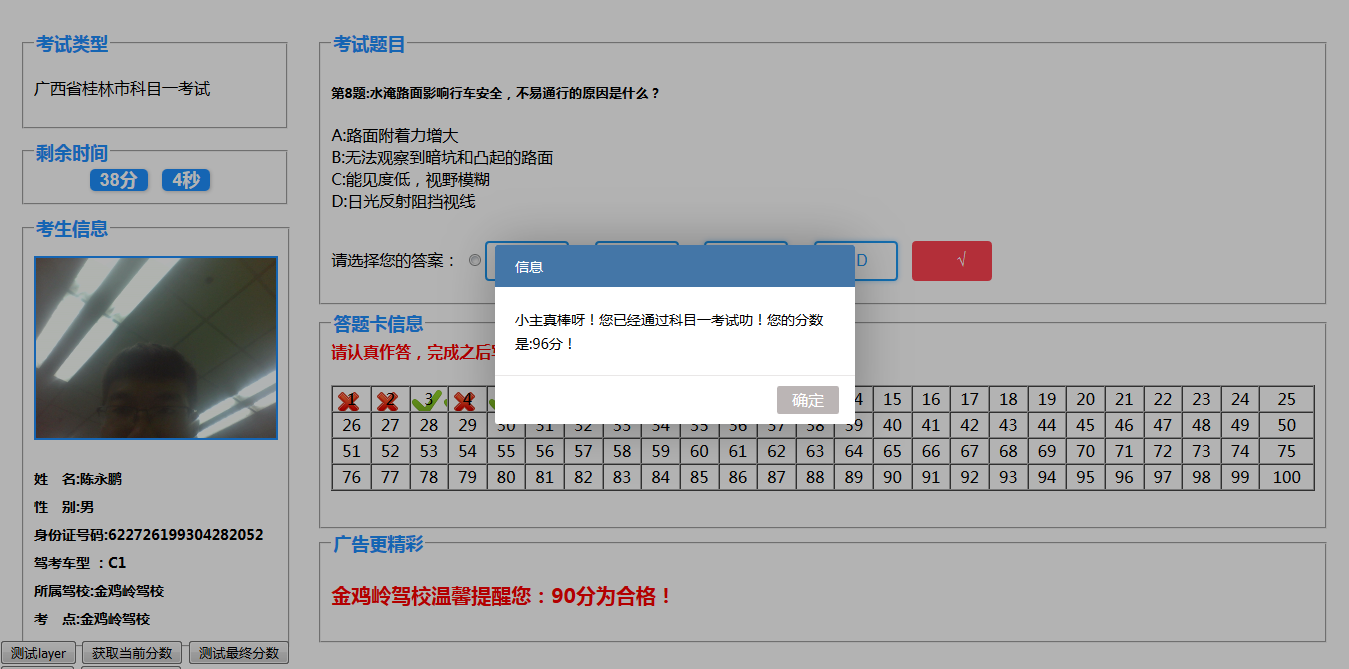 考试类型
广西省桂林市科目一考试
剩余时间
38分 4秒
考生信息
姓 名:陈永鹏
性 别:男
身份证号码:622726199304282052
驾考车型 ：C1
所属驾校:金鸡岭驾校
考 点:金鸡岭驾校
测试layer 获取当前分数 测试最终分数
考试题目
第8题:水淹路面影响行车安全，不易通行的原因是什么？
A:路面附着力增大
B:无法观察到暗坑和凸起的路面
C:能见度低，视野模糊
D:日光反射阻挡视线
请选择您的答案： D √
信息
小主真棒呀！您已经通过科目一考试叻！您的分数
是:96分！
确定
答题卡信息
请认真作答，完成之后
1 2 3 4 15 16 17 18 19 20 21 22 23 24 25
26 27 28 29 30 31 32 33 34 35 36 37 38 39 40 41 42 43 44 45 46 47 48 49 50
51 52 53 54 55 56 57 58 59 60 61 62 63 64 65 66 67 68 69 70 71 72 73 74 75
76 77 78 79 80 81 82 83 84 85 86 87 88 89 90 91 92 93 94 95 96 97 98 99 100
广告更精彩
金鸡岭驾校温馨提醒您：90分为合格！